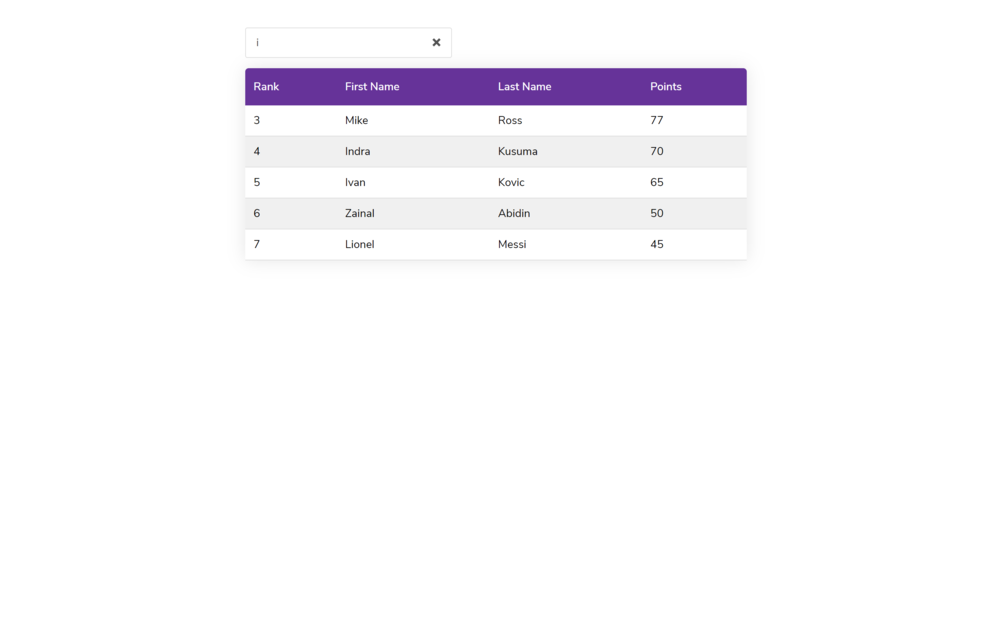 i
Rank First Name Last Name Points
3 Mike Ross 77
4 Indra Kusuma 70
5 Ivan Kovic 65
6 Zainal Abidin 50
7 Lionel Messi 45